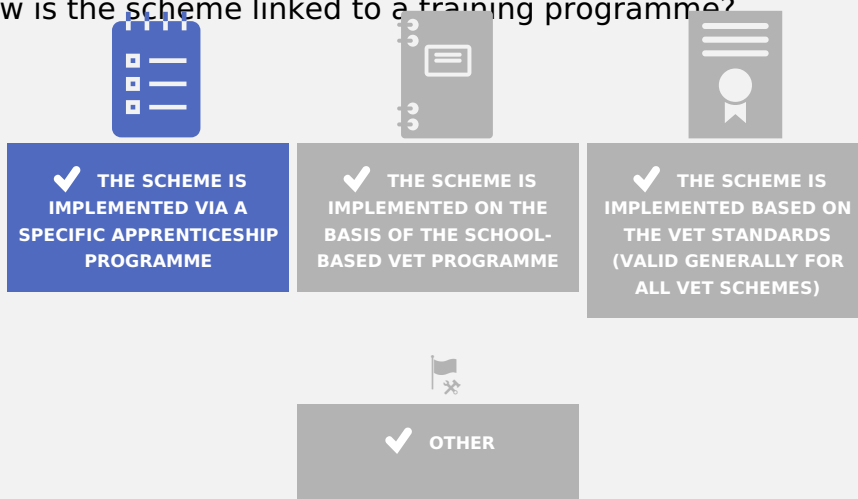 w is the scheme linked to a training programme?
THE SCHEME IS
IMPLEMENTED VIA A
SPECIFIC APPRENTICESHIP
PROGRAMME
THE SCHEME IS
IMPLEMENTED ON THE
BASIS OF THE SCHOOL-
BASED VET PROGRAMME
THE SCHEME IS
IMPLEMENTED BASED ON
THE VET STANDARDS
(VALID GENERALLY FOR
ALL VET SCHEMES)
OTHER